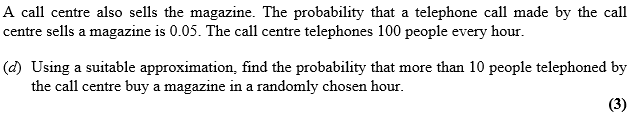 A call centre also sells the magazine. The probability that a telephone call made by the call
centre sells a magazine is 0.05. The call centre telephones 100 people every hour.
(d) Using a suitable approximation, find the probability that more than 10 people telephoned by
the call centre buy a magazine in a randomly chosen hour.
(3)